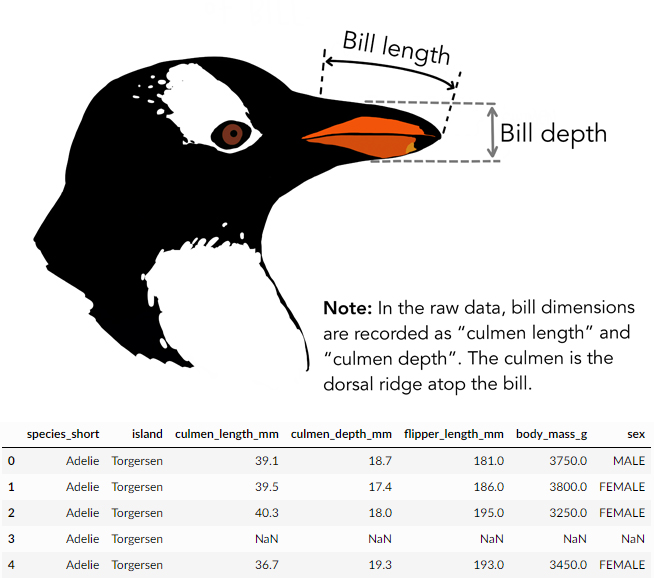 Bill length
Bill depth
Note: In the raw data, bill dimensions
are recorded as “culmen length” and
“culmen depth”. The culmen is the
dorsal ridge atop the bill.
species_short island culmen_length_mm culmen_depth_mm flipper_length_mm body_mass_g sex
0 Adelie Torgersen 39.1 18.7 181.0 3750.0 MALE
1 Adelie Torgersen 39.5 17.4 186.0 3800.0 FEMALE
2 Adelie Torgersen 40.3 18.0 195.0 3250.0 FEMALE
3 Adelie Torgersen NaN NaN NaN NaN NaN
4 Adelie Torgersen 36.7 19.3 193.0 3450.0 FEMALE